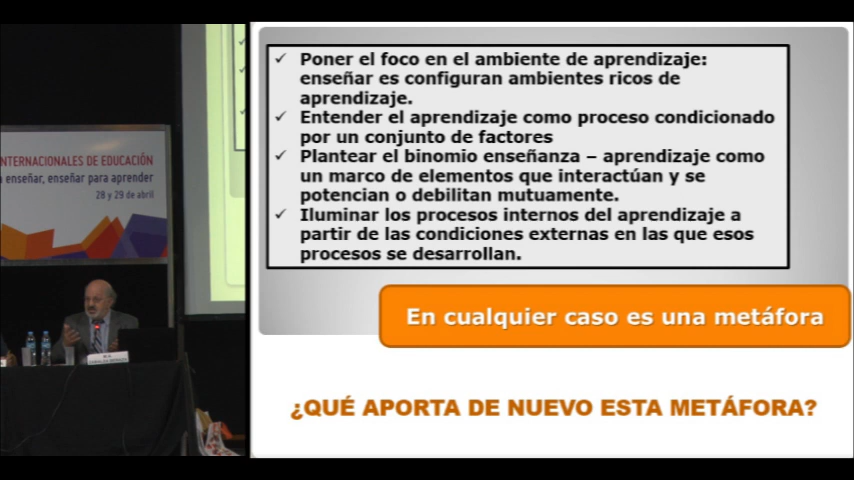 NTERNACIONALES DE EDUCACIÓN
enseñar, enseñar para aprender
28 y 29 de abril
✓ Poner el foco en el ambiente de aprendizaje:
enseñar es configuran ambientes ricos de
aprendizaje.
✓ Entender el aprendizaje como proceso condicionado
por un conjunto de factores
✓ Plantear el binomio enseñanza – aprendizaje como
un marco de elementos que interactúan y se
potencian o debilitan mutuamente.
✓ Iluminar los procesos internos del aprendizaje a
partir de las condiciones externas en las que esos
procesos se desarrollan.
En cualquier caso es una metáfora
¿QUÉ APORTA DE NUEVO ESTA METÁFORA?